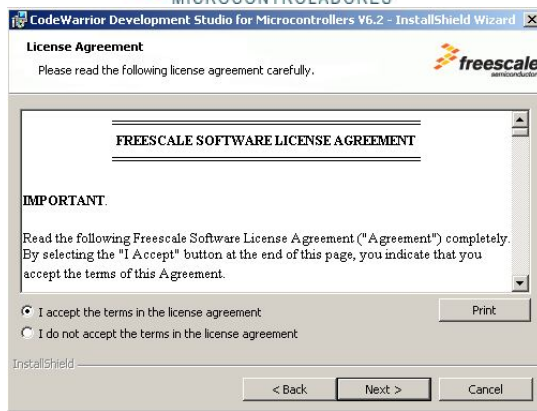 MICROCONTROLADORES
CodeWarrior Development Studio for Microcontrollers V6.2 - InstallShield Wizard
License Agreement
Please read the following license agreement carefully.
freescale
semiconductor
FREESCALE SOFTWARE LICENSE AGREEMENT
IMPORTANT.
Read the following Freescale Software License Agreement ("Agreement") completely.
By selecting the "I Accept" button at the end of this page, you indicate that you
accept the terms of this Agreement.
I accept the terms in the license agreement
Print
I do not accept the terms in the license agreement
InstallShield
< Back
Next >
Cancel